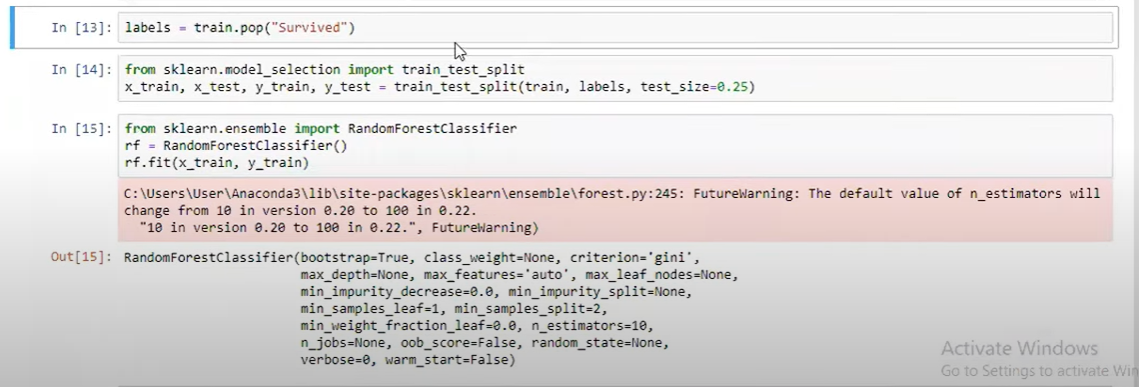 In [13]: labels = train.pop("Survived")
In [14]: from sklearn.model_selection import train_test_split
x_train, x_test, y_train, y_test = train_test_split(train, labels, test_size=0.25)
In [15]: from sklearn.ensemble import RandomForestClassifier
rf = RandomForestClassifier()
rf.fit(x_train, y_train)
C:\Users\User\Anaconda3\lib\site-packages\sklearn\ensemble\forest.py:245: FutureWarning: The default value of n_estimators will
change from 10 in version 0.20 to 100 in 0.22.
"10 in version 0.20 to 100 in 0.22.", FutureWarning)
Out[15]: RandomForestClassifier(bootstrap=True, class_weight=None, criterion='gini',
max_depth=None, max_features='auto', max_leaf_nodes=None,
min_impurity_decrease=0.0, min_impurity_split=None,
min_samples_leaf=1, min_samples_split=2,
min_weight_fraction_leaf=0.0, n_estimators=10,
n_jobs=None, oob_score=False, random_state=None,
verbose=0, warm_start=False)
Activate Windows
Go to Settings to activate Win